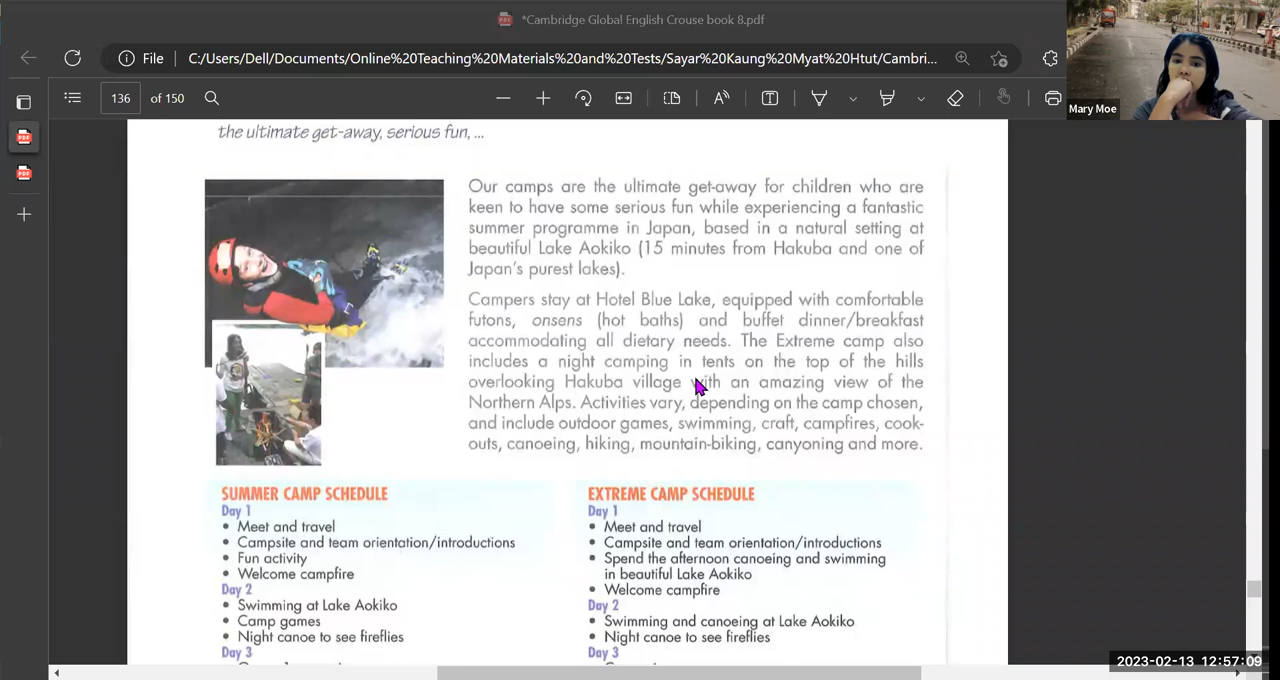 *Cambridge Global English Crouse book 8.pdf
File
C:/Users/Dell/Documents/Online%20Teaching%20Materials%20and%20Tests/Sayar%20Kaung%20Myat%20Htut/Cambri...
136 of 150
Mary Moe
the ultimate get-away, serious fun, ...
Our camps are the ultimate get-away for children who are
keen to have some serious fun while experiencing a fantastic
summer programme in Japan, based in a natural setting at
beautiful Lake Aokiko (15 minutes from Hakuba and one of
Japan's purest lakes).
Campers stay at Hotel Blue Lake, equipped with comfortable
futons, onsens (hot baths) and buffet dinner/breakfast
accommodating all dietary needs. The Extreme camp also
includes a night camping in tents on the top of the hills
overlooking Hakuba village with an amazing view of the
Northern Alps. Activities vary, depending on the camp chosen,
and include outdoor games, swimming, craft, campfires, cook-
outs, canoeing, hiking, mountain-biking, canyoning and more.
SUMMER CAMP SCHEDULE
Day 1
• Meet and travel
• Campsite and team orientation/introductions
• Fun activity
• Welcome campfire
Day 2
• Swimming at Lake Aokiko
• Camp games
• Night canoe to see fireflies
Day 3
EXTREME CAMP SCHEDULE
Day 1
• Meet and travel
• Campsite and team orientation/introductions
• Spend the afternoon canoeing and swimming
in beautiful Lake Aokiko
• Welcome campfire
Day 2
• Swimming and canoeing at Lake Aokiko
• Night canoe to see fireflies
Day 3
2023-02-13 12:57:09